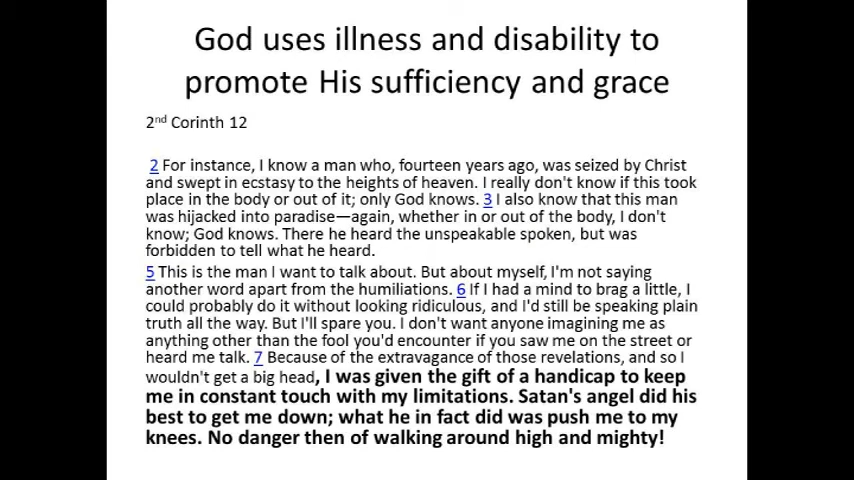 God uses illness and disability to
promote His sufficiency and grace
2nd Corinth 12
2 For instance, I know a man who, fourteen years ago, was seized by Christ
and swept in ecstasy to the heights of heaven. I really don't know if this took
place in the body or out of it; only God knows. 3 I also know that this man
was hijacked into paradise—again, whether in or out of the body, I don't
know; God knows. There he heard the unspeakable spoken, but was
forbidden to tell what he heard.
5 This is the man I want to talk about. But about myself, I'm not saying
another word apart from the humiliations. 6 If I had a mind to brag a little, I
could probably do it without looking ridiculous, and I'd still be speaking plain
truth all the way. But I'll spare you. I don't want anyone imagining me as
anything other than the fool you'd encounter if you saw me on the street or
heard me talk. 7 Because of the extravagance of those revelations, and so I
wouldn't get a big head, I was given the gift of a handicap to keep
me in constant touch with my limitations. Satan's angel did his
best to get me down; what he in fact did was push me to my
knees. No danger then of walking around high and mighty!